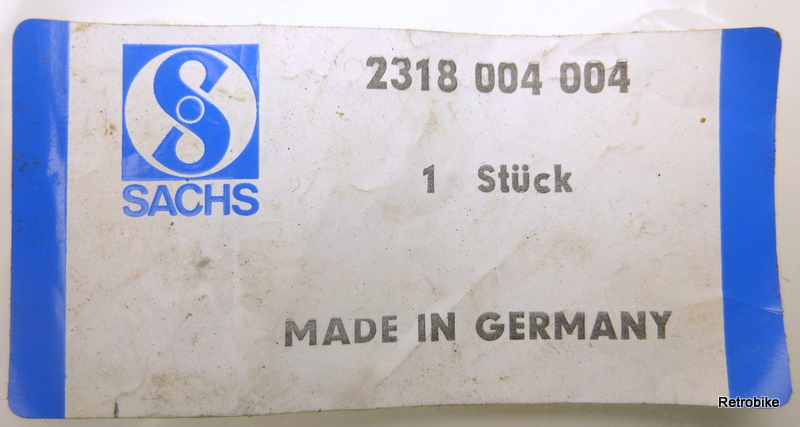 2318 004 004
SACHS
1 Stück
MADE IN GERMANY
Retrobike